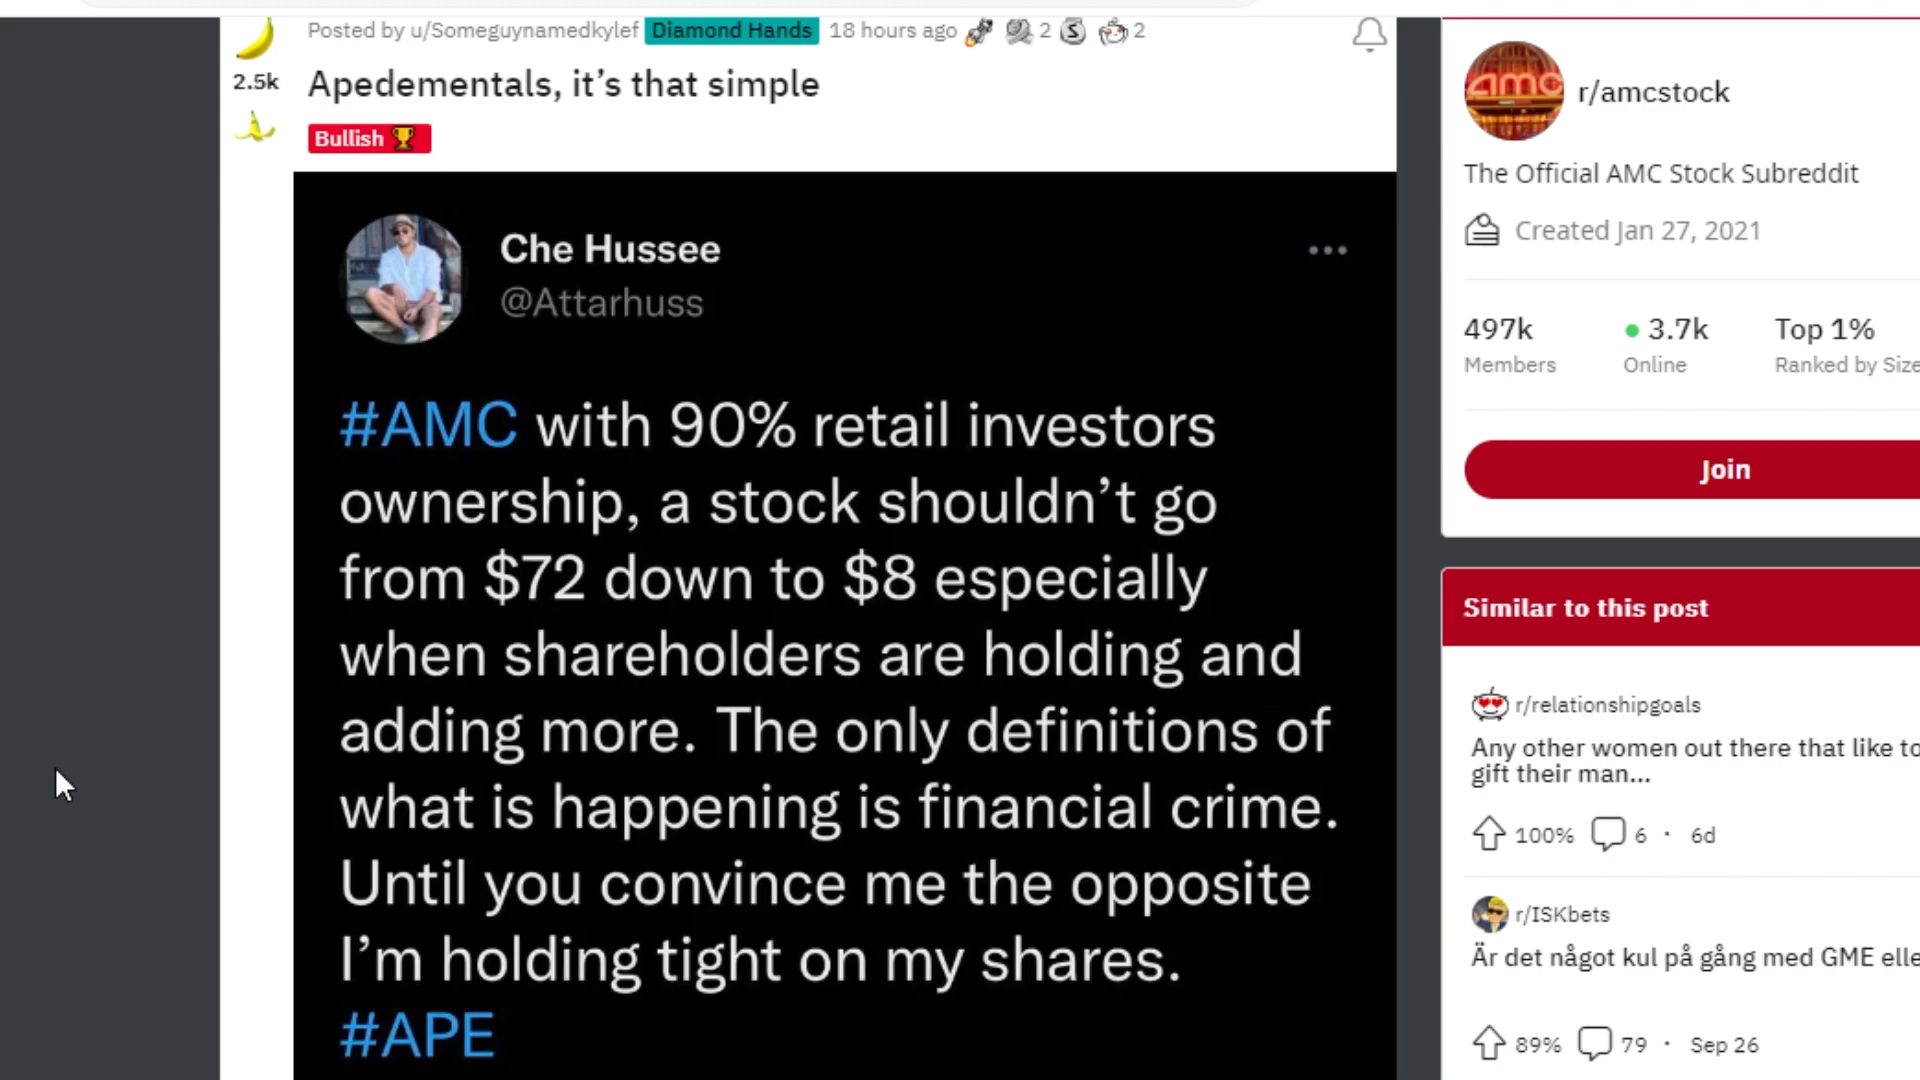 Posted by u/Someguynamedkylef Diamond Hands 18 hours ago 2 S 2
2.5k
Apedementals, it’s that simple
Bullish
Che Hussee
@Attarhuss
#AMC with 90% retail investors
ownership, a stock shouldn’t go
from $72 down to $8 especially
when shareholders are holding and
adding more. The only definitions of
what is happening is financial crime.
Until you convince me the opposite
I’m holding tight on my shares.
#APE
amc
r/amcstock
The Official AMC Stock Subreddit
Created Jan 27, 2021
497k 3.7k Top 1%
Members Online Ranked by Size
Join
Similar to this post
r/relationshipgoals
Any other women out there that like to
gift their man...
100% 6 · 6d
r/ISKbets
Är det något kul på gång med GME elle
89% 79 · Sep 26